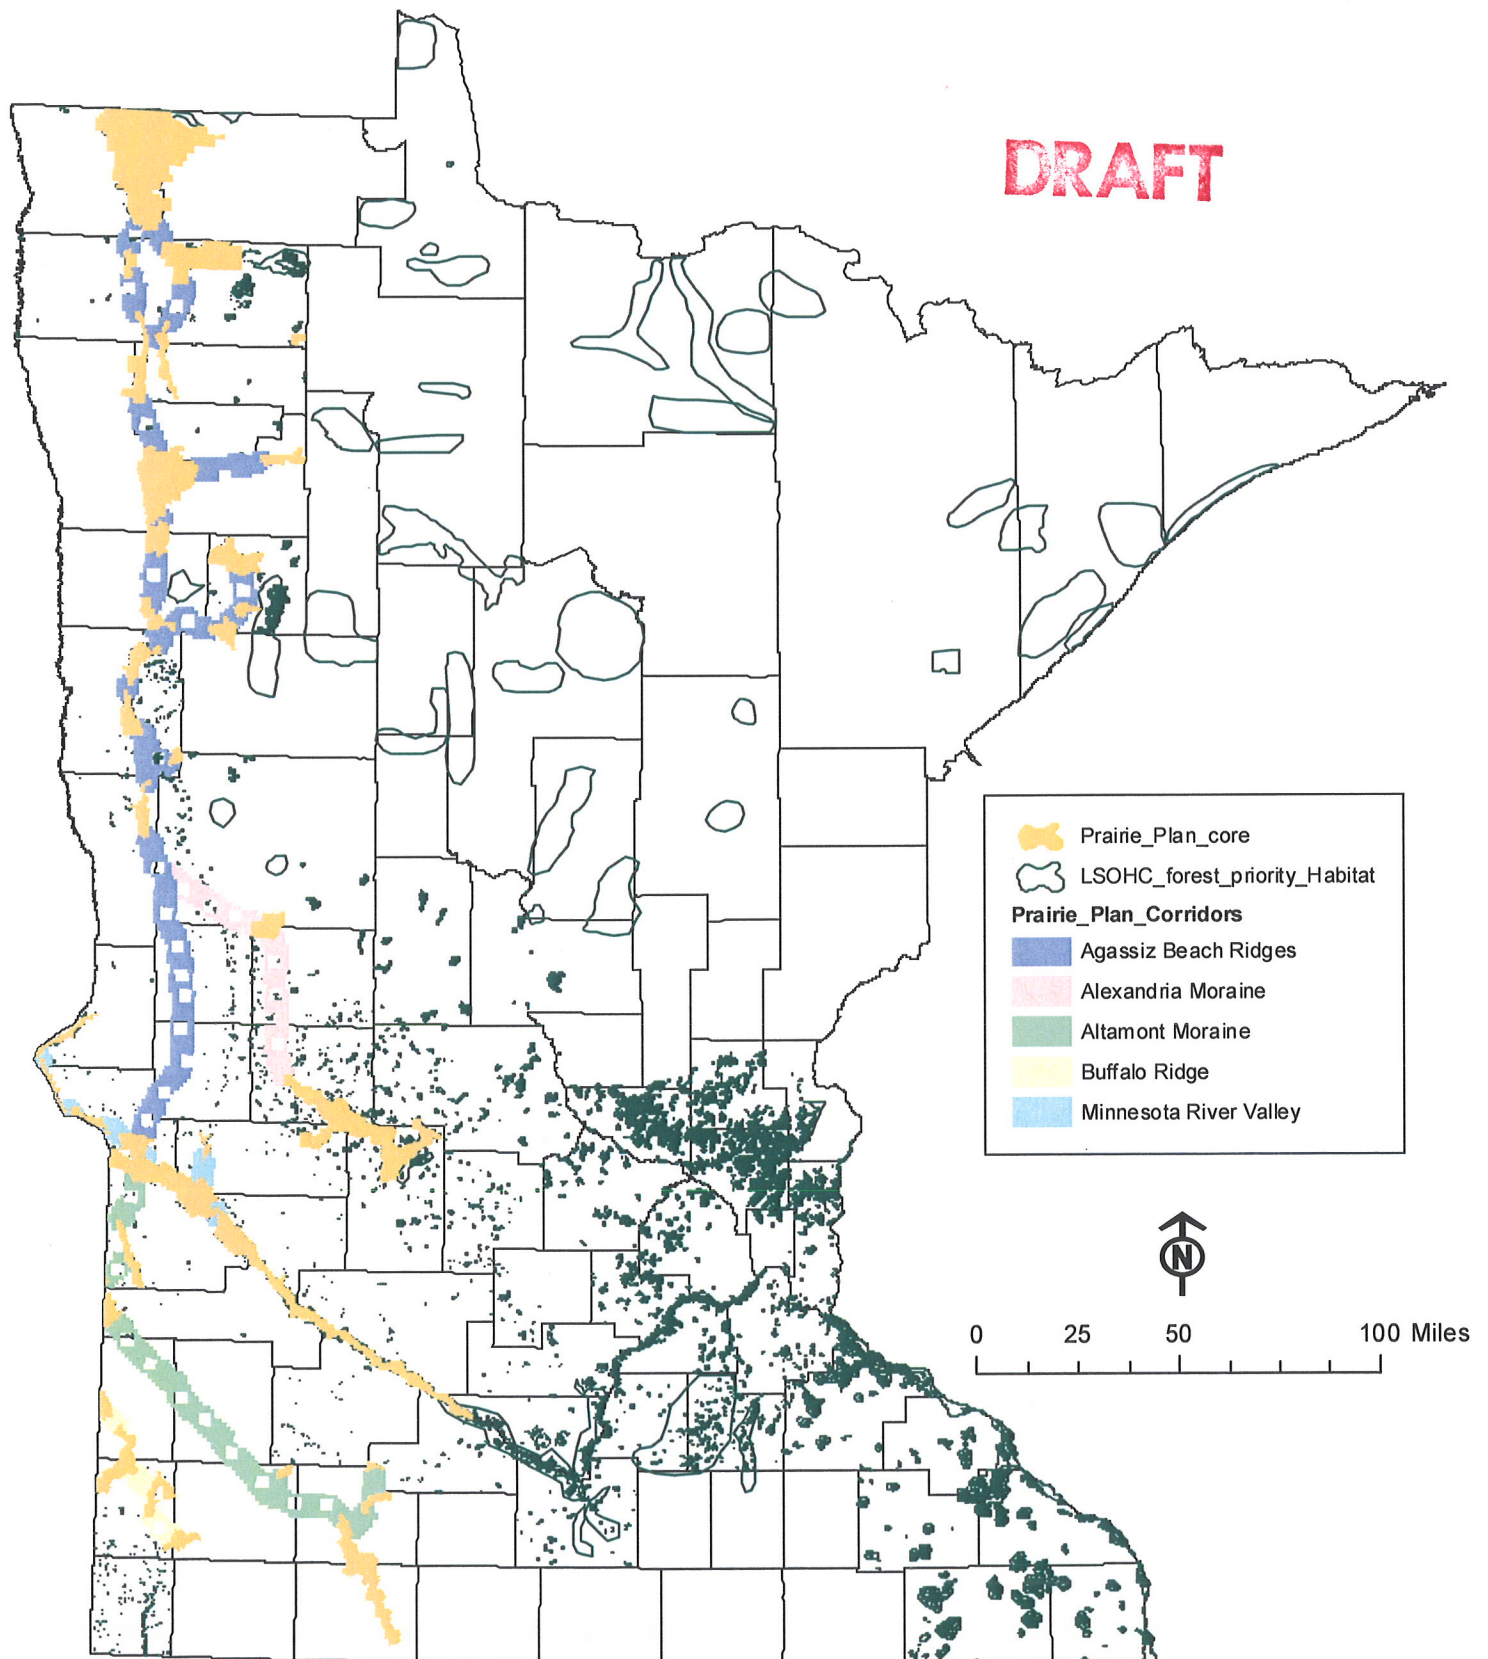 DRAFT
Prairie_Plan_core
LSOHC_forest_priority_Habitat
Prairie_Plan_Corridors
Agassiz Beach Ridges
Alexandria Moraine
Altamont Moraine
Buffalo Ridge
Minnesota River Valley
N
0 25 50 100 Miles